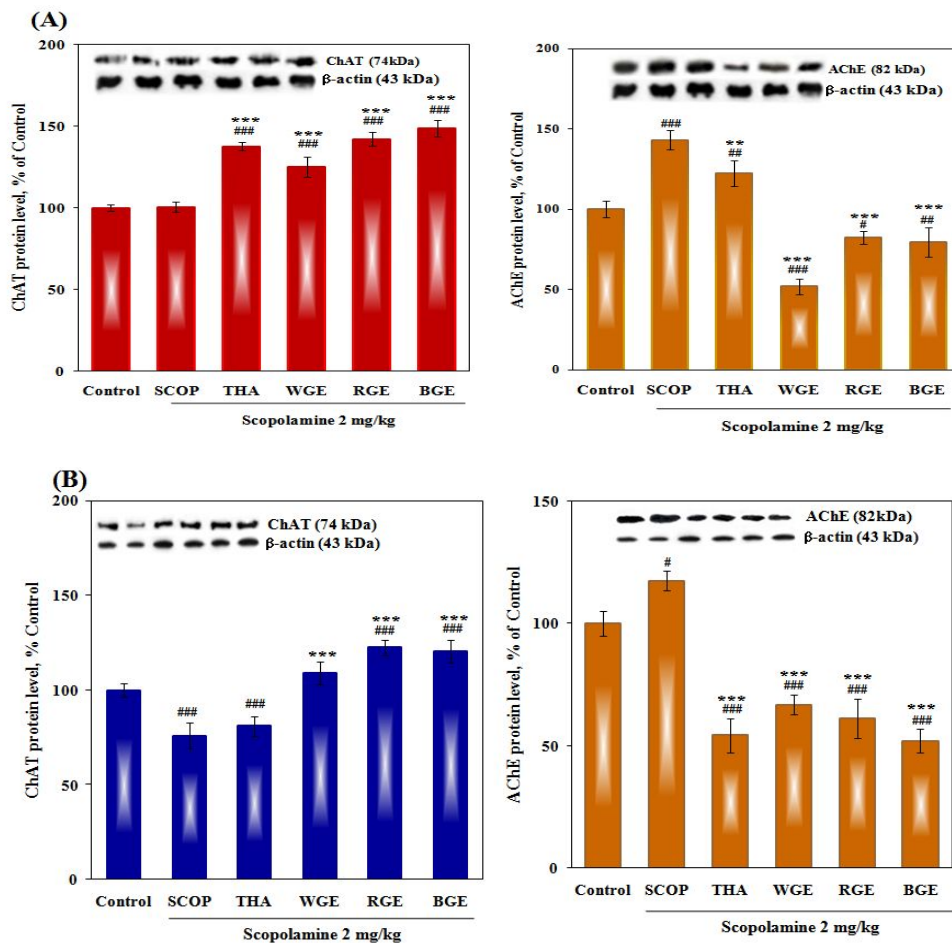 (A)
200
150
100
50
0
ChAT protein level, % of Control
ChAT (74kDa)
β-actin (43 kDa)
***
###
***
###
***
###
***
###
Control SCOP THA WGE RGE BGE
Scopolamine 2 mg/kg
200
150
100
50
0
AChE protein level, % of Control
AChE (82 kDa)
β-actin (43 kDa)
###
**
##
***
###
***
#
***
##
Control SCOP THA WGE RGE BGE
Scopolamine 2 mg/kg
(B)
200
150
100
50
0
ChAT protein level, % Control
ChAT (74 kDa)
β-actin (43 kDa)
###
###
***
***
###
***
###
Control SCOP THA WGE RGE BGE
Scopolamine 2 mg/kg
150
100
50
0
AChE protein level, % of Control
AChE (82kDa)
β-actin (43 kDa)
#
***
###
***
###
***
###
***
###
Control SCOP THA WGE RGE BGE
Scopolamine 2 mg/kg